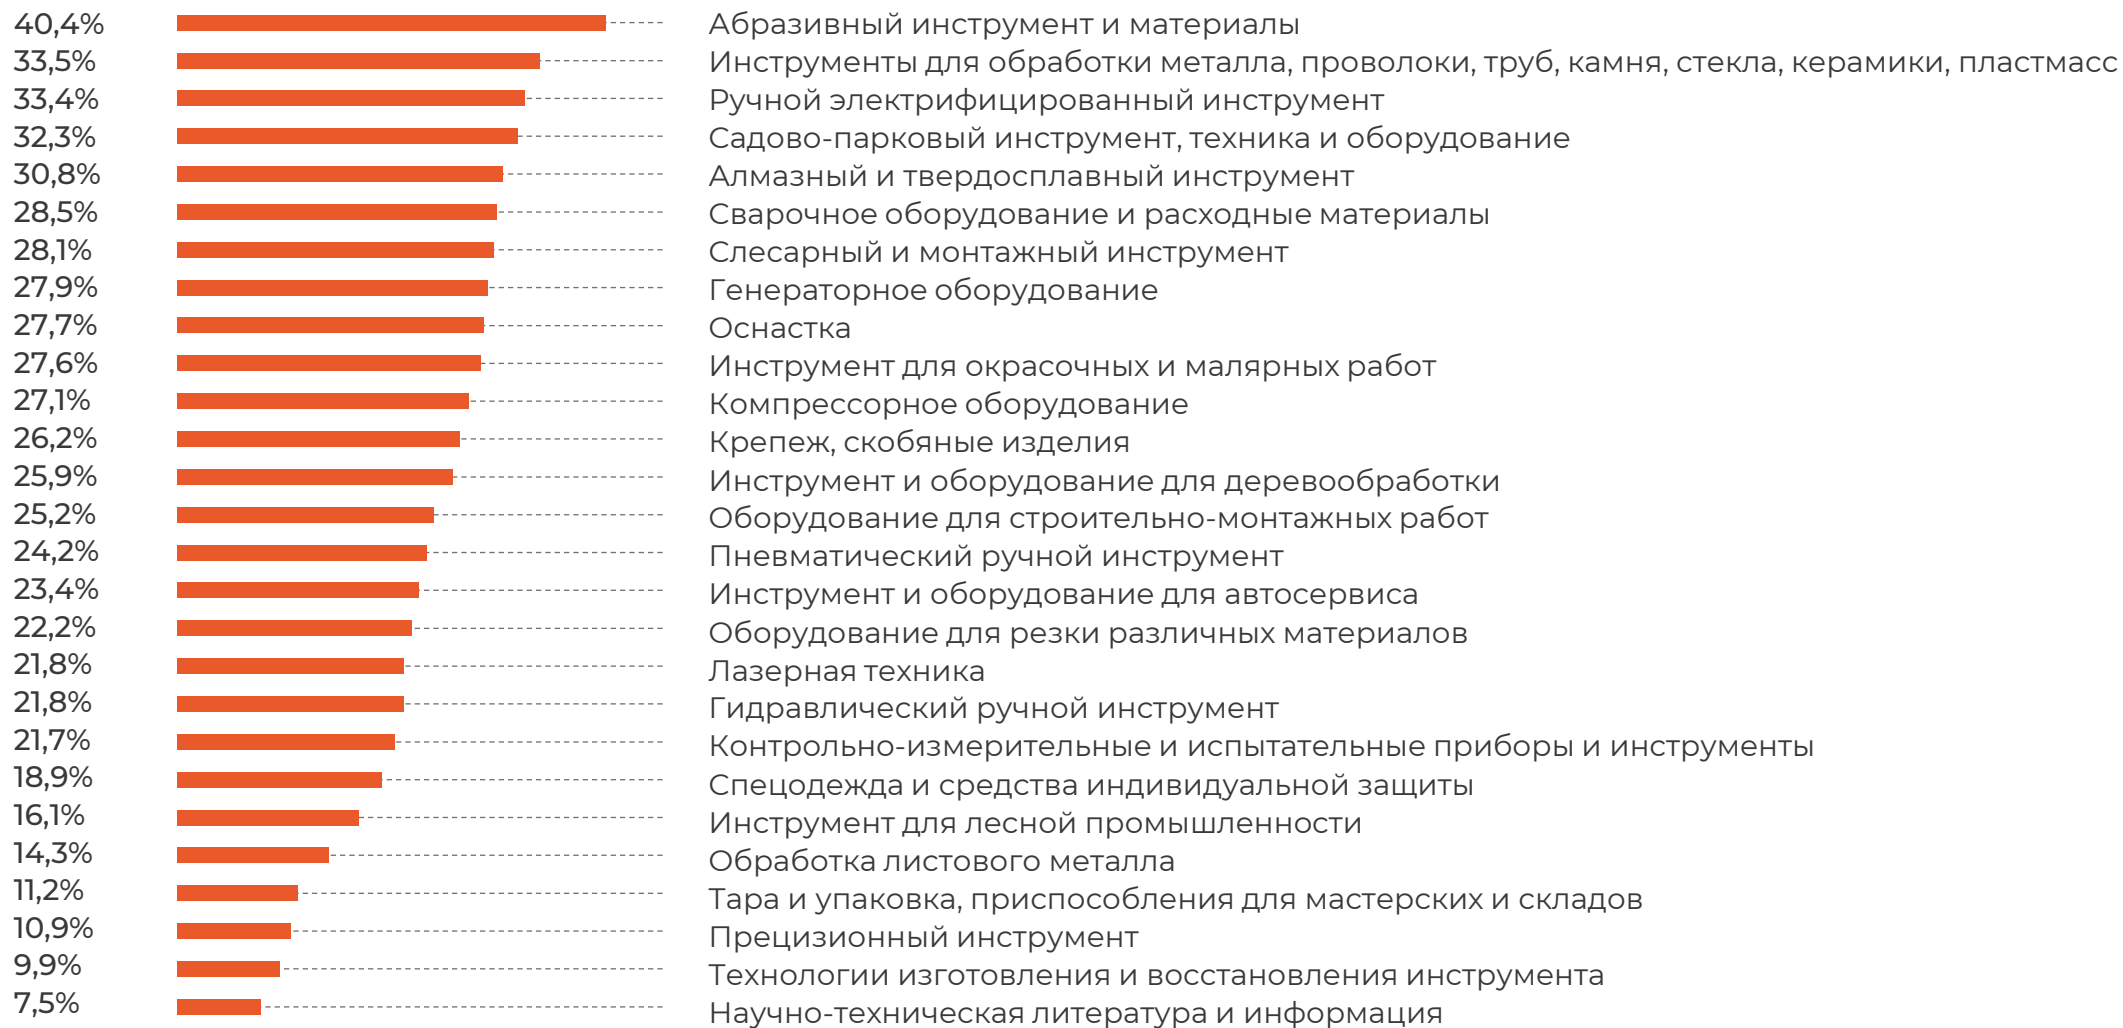 40,4% Абразивный инструмент и материалы
33,5% Инструменты для обработки металла, проволоки, труб, камня, стекла, керамики, пластмасс
33,4% Ручной электрифицированный инструмент
32,3% Садово-парковый инструмент, техника и оборудование
30,8% Алмазный и твердосплавный инструмент
28,5% Сварочное оборудование и расходные материалы
28,1% Слесарный и монтажный инструмент
27,9% Генераторное оборудование
27,7% Оснастка
27,6% Инструмент для окрасочных и малярных работ
27,1% Компрессорное оборудование
26,2% Крепеж, скобяные изделия
25,9% Инструмент и оборудование для деревообработки
25,2% Оборудование для строительно-монтажных работ
24,2% Пневматический ручной инструмент
23,4% Инструмент и оборудование для автосервиса
22,2% Оборудование для резки различных материалов
21,8% Лазерная техника
21,8% Гидравлический ручной инструмент
21,7% Контрольно-измерительные и испытательные приборы и инструменты
18,9% Спецодежда и средства индивидуальной защиты
16,1% Инструмент для лесной промышленности
14,3% Обработка листового металла
11,2% Тара и упаковка, приспособления для мастерских и складов
10,9% Прецизионный инструмент
9,9% Технологии изготовления и восстановления инструмента
7,5% Научно-техническая литература и информация